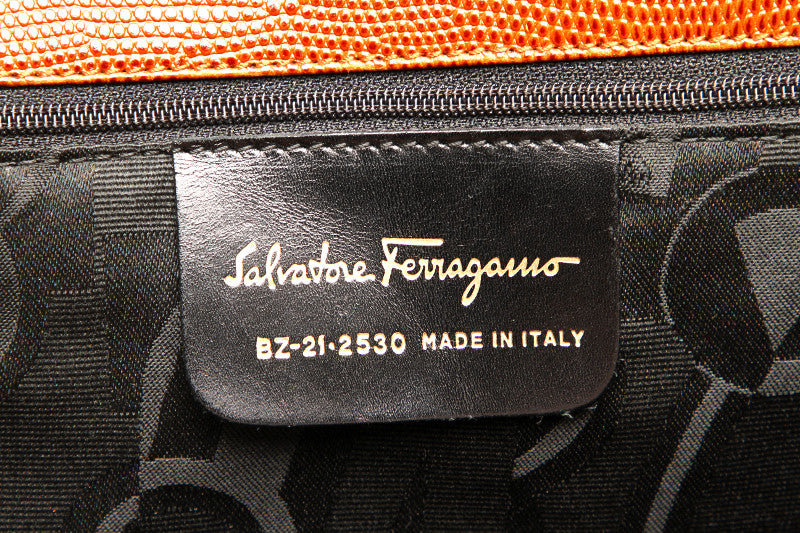 Salvatore Ferragamo
BZ-21·2530 MADE IN ITALY